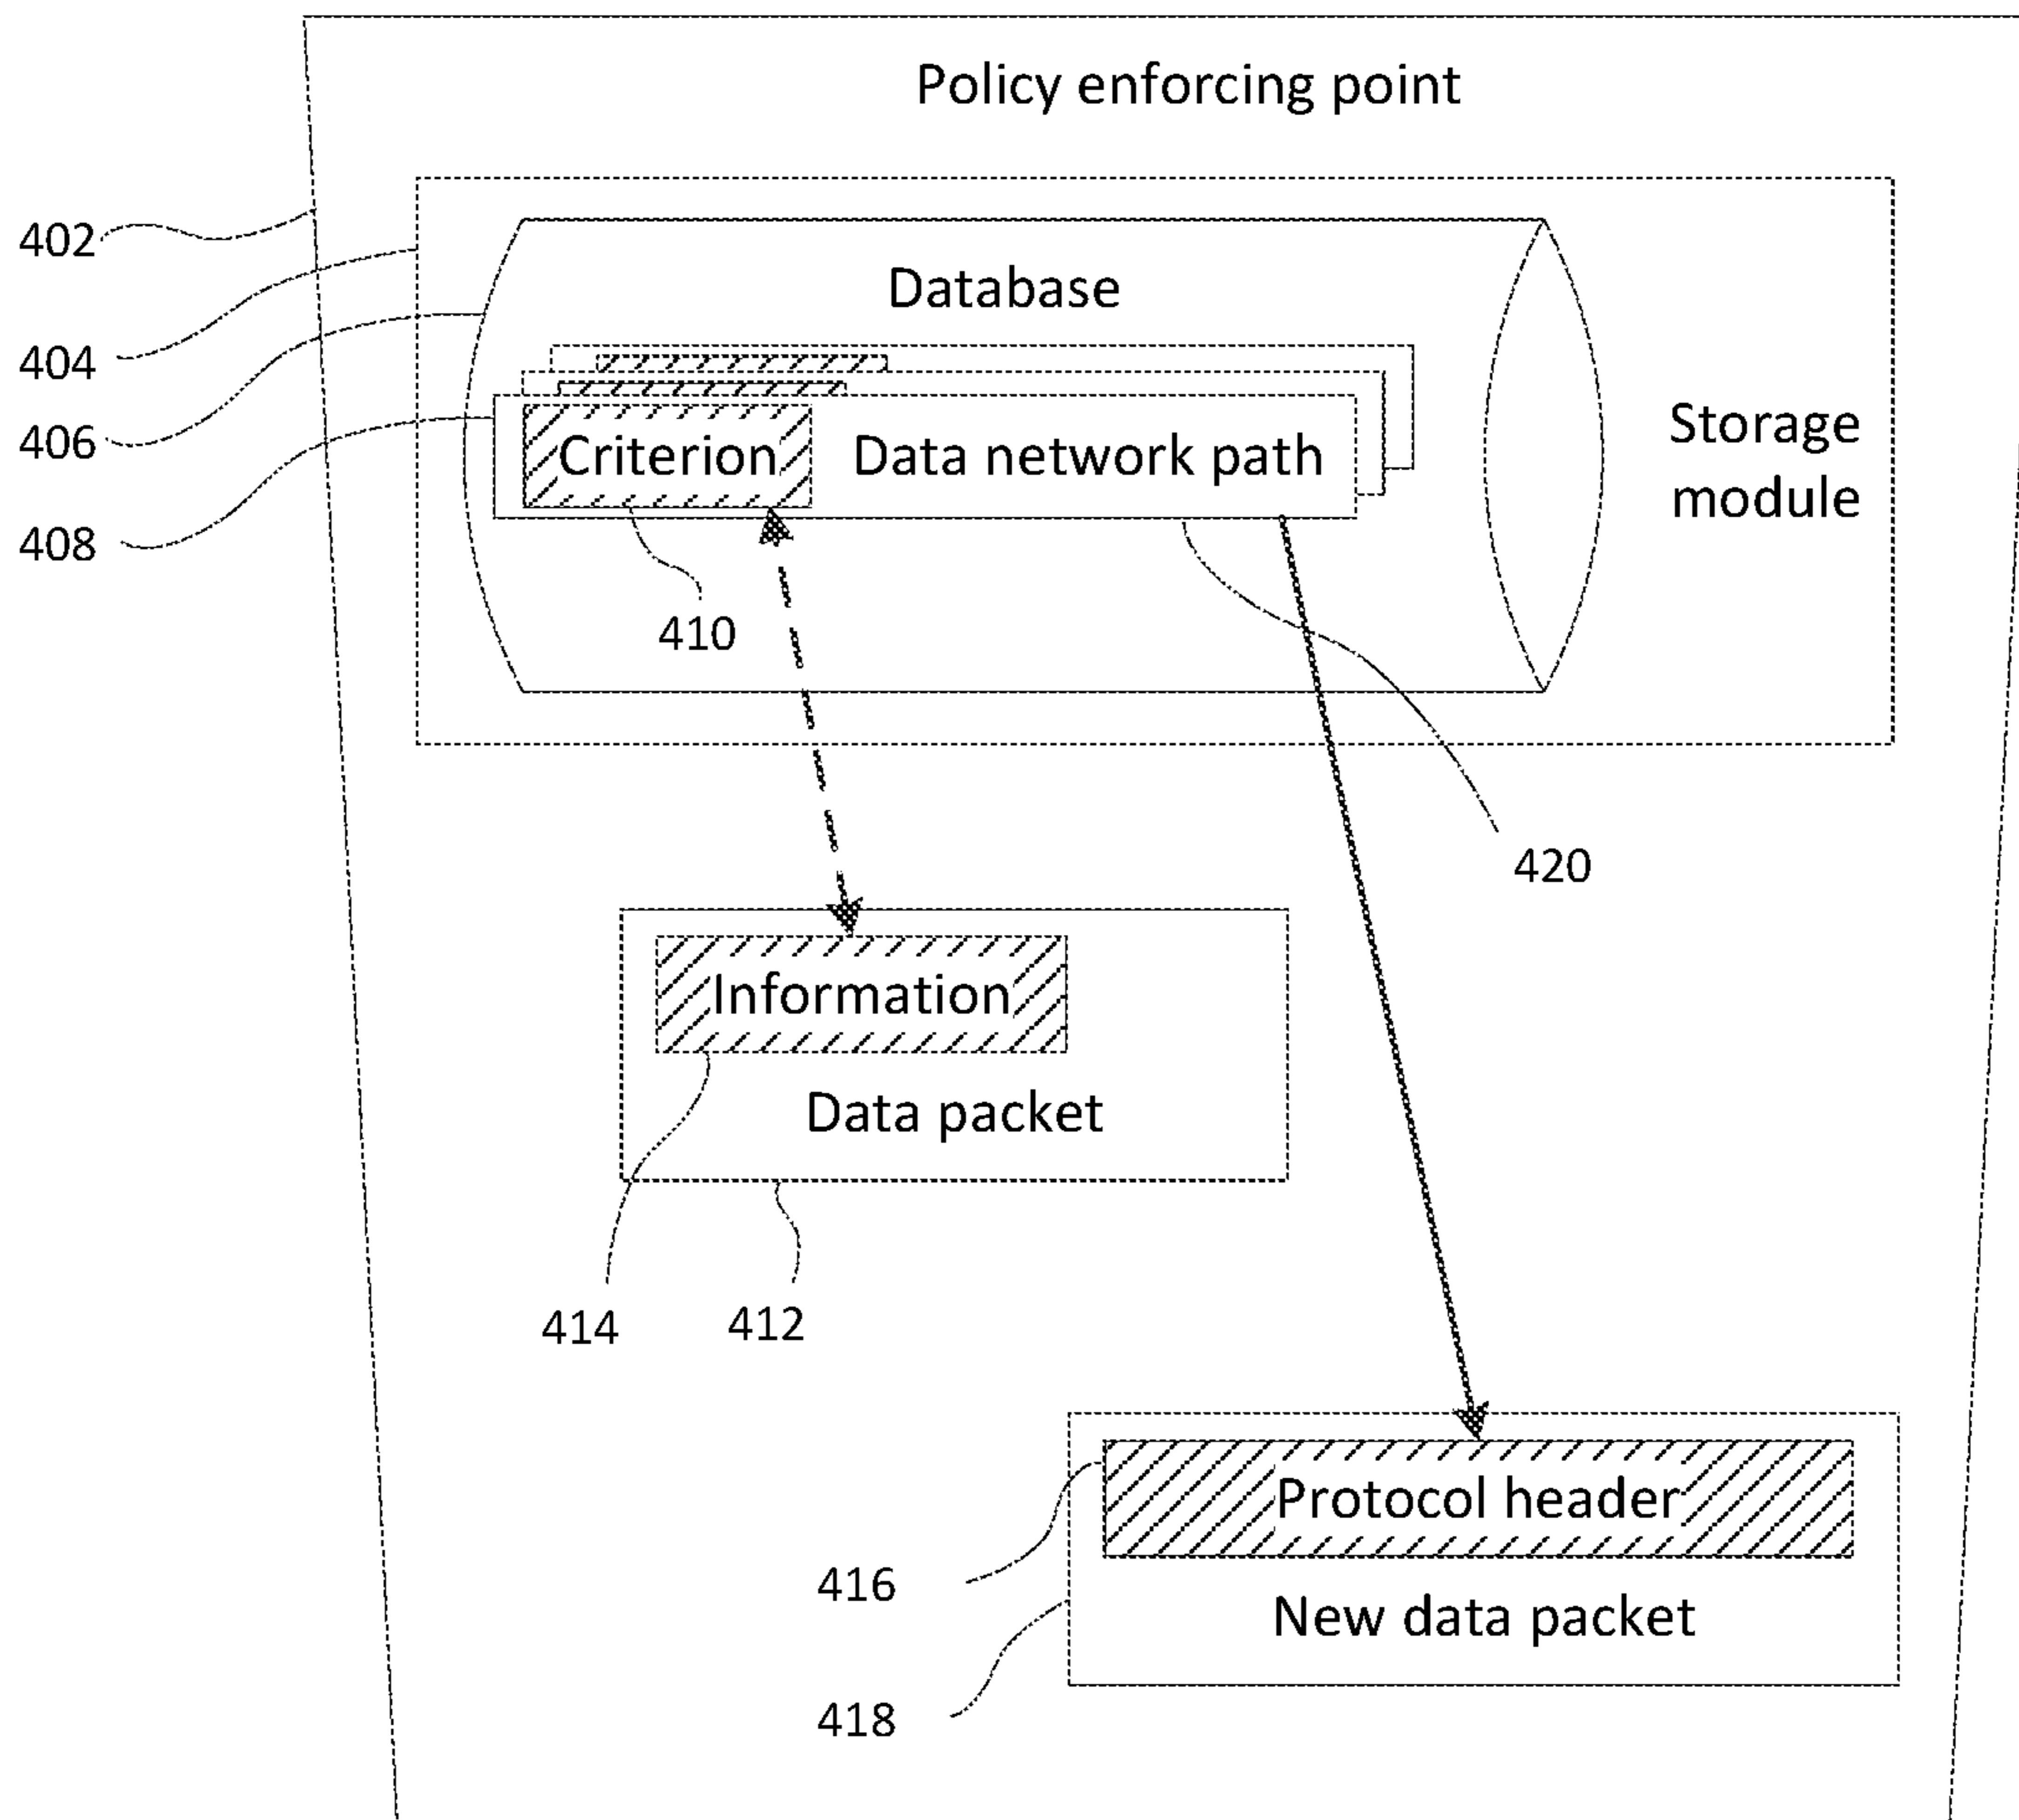 Policy enforcing point
402
Database
404
Storage
module
406
Criterion
Data network path
408
410
420
Information
Data packet
414
412
Protocol header
416
New data packet
418